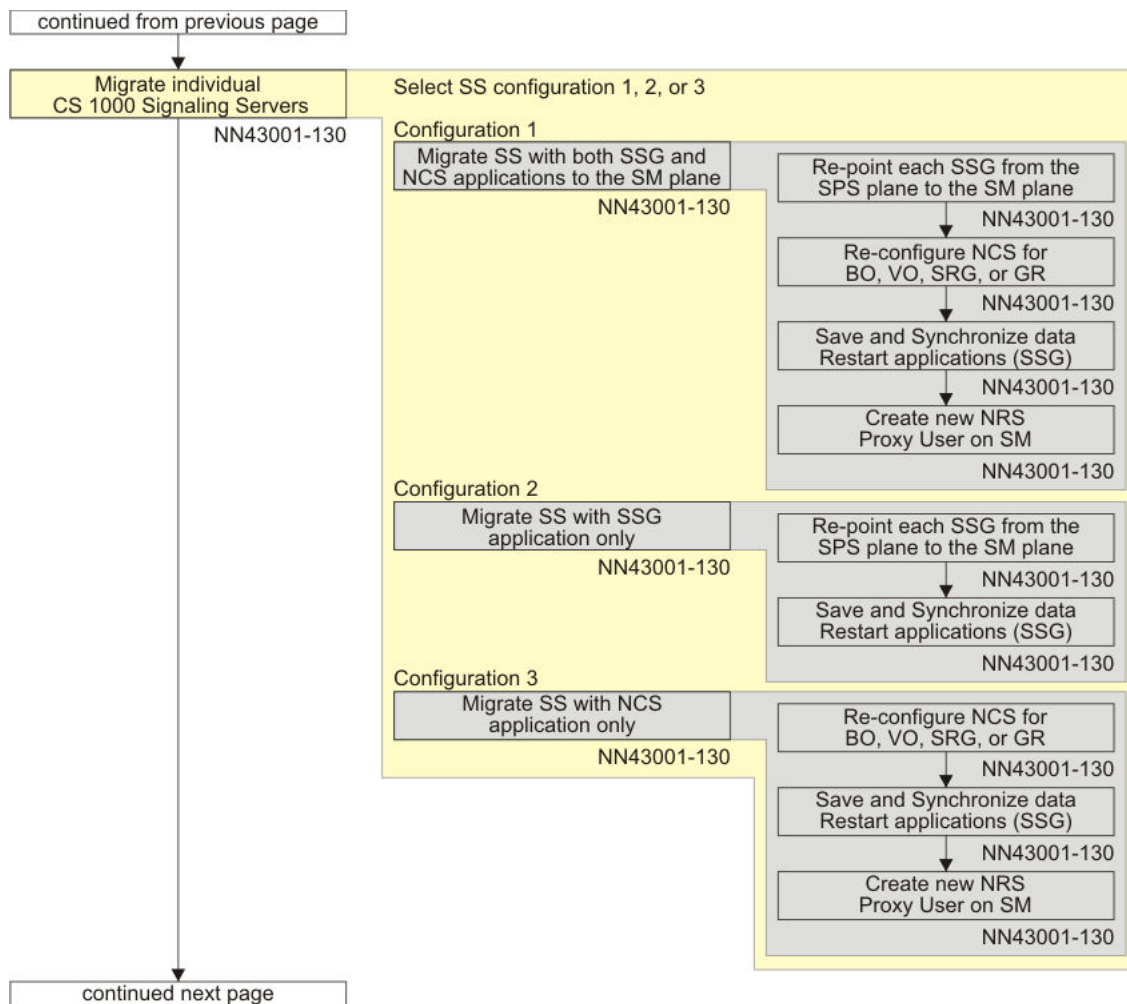 continued from previous page
Migrate individual
CS 1000 Signaling Servers
NN43001-130
Select SS configuration 1, 2, or 3
Configuration 1
Migrate SS with both SSG and
NCS applications to the SM plane
NN43001-130
Re-point each SSG from the
SPS plane to the SM plane
NN43001-130
Re-configure NCS for
BO, VO, SRG, or GR
NN43001-130
Save and Synchronize data
Restart applications (SSG)
NN43001-130
Create new NRS
Proxy User on SM
NN43001-130
Configuration 2
Migrate SS with SSG
application only
NN43001-130
Re-point each SSG from the
SPS plane to the SM plane
NN43001-130
Save and Synchronize data
Restart applications (SSG)
NN43001-130
Configuration 3
Migrate SS with NCS
application only
NN43001-130
Re-configure NCS for
BO, VO, SRG, or GR
NN43001-130
Save and Synchronize data
Restart applications (SSG)
NN43001-130
Create new NRS
Proxy User on SM
NN43001-130
continued next page